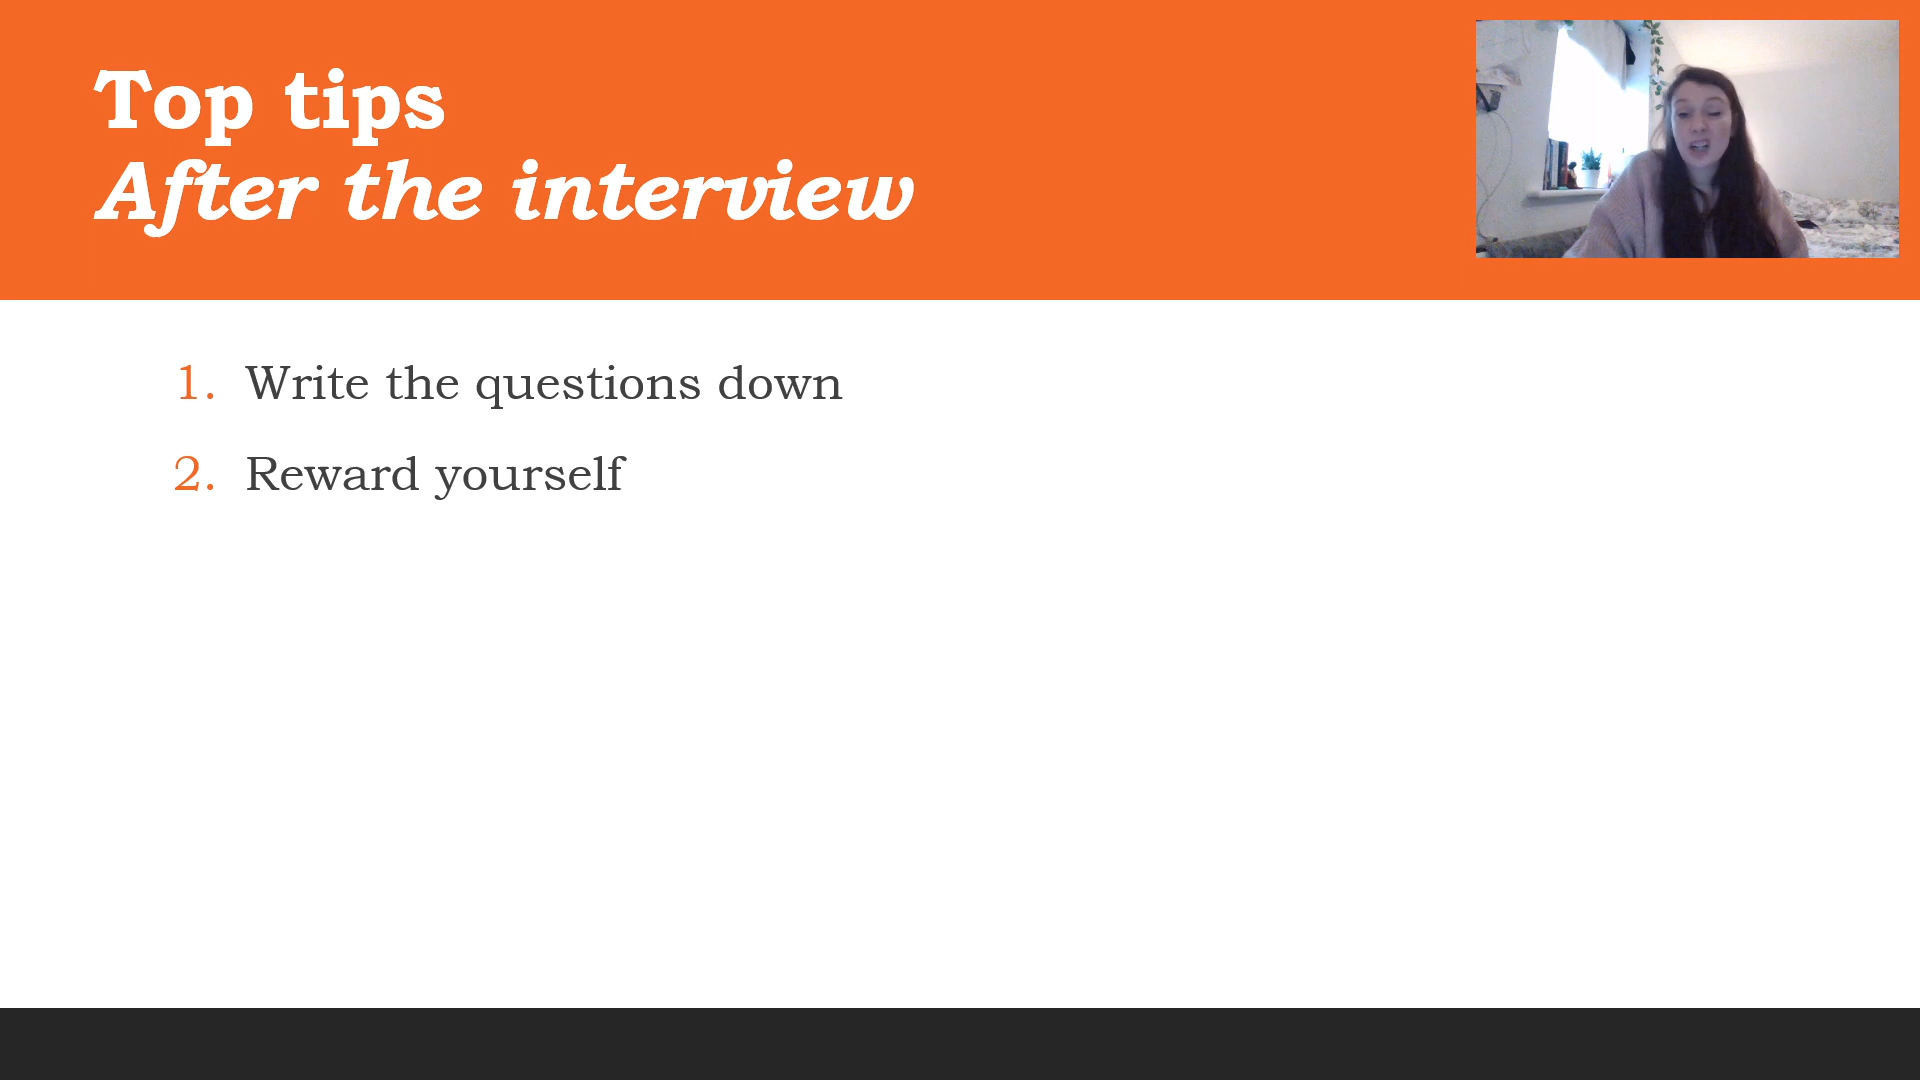 Top tips
After the interview
1. Write the questions down
2. Reward yourself